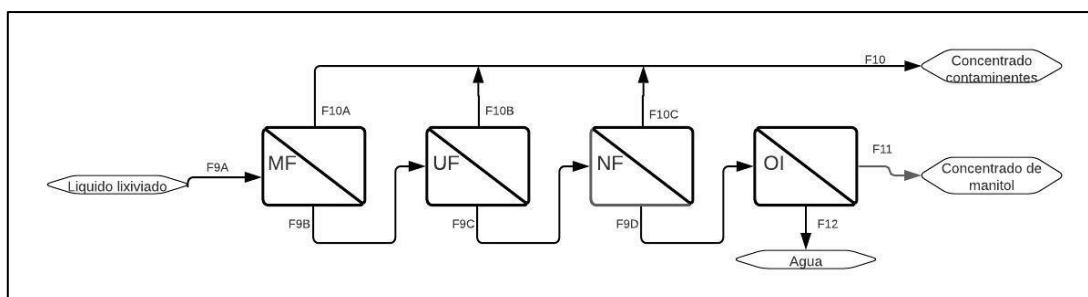 F10
Concentrado
contaminentes
F10A
F10B
F10C
MF
UF
NF
OI
F9A
F11
Liquido lixiviado
Concentrado de
manitol
F9B
F9C
F9D
F12
Agua